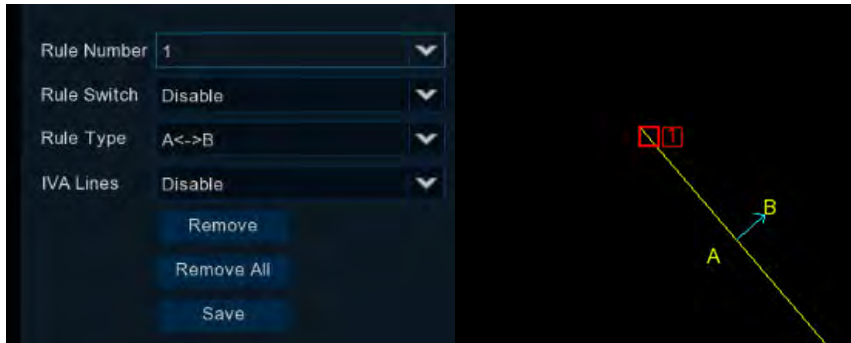 Rule Number 1
Rule Switch Disable
Rule Type A<->B
IVA Lines Disable
Remove
Remove All
Save
1
B
A